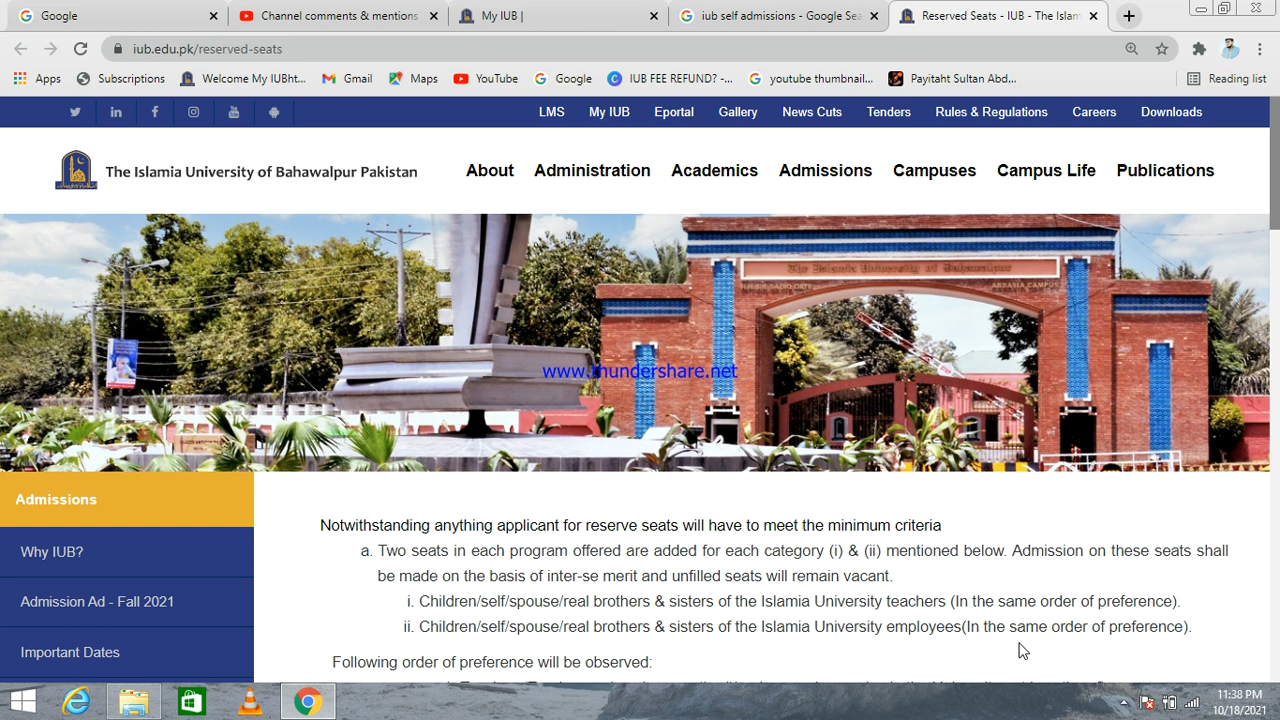 Google
Channel comments & mentions
My IUB |
iub self admissions - Google Sea
Reserved Seats - IUB - The Islam
iub.edu.pk/reserved-seats
Apps
Subscriptions
Welcome My IUBht...
Gmail
Maps
YouTube
Google
IUB FEE REFUND? -...
youtube thumbnail...
Payitaht Sultan Abd...
Reading list
LMS My IUB Eportal Gallery News Cuts Tenders Rules & Regulations Careers Downloads
The Islamia University of Bahawalpur Pakistan
About Administration Academics Admissions Campuses Campus Life Publications
The Islamia University of Bahawalpur
ABBASIA CAMPUS
www.thundershare.net
Admissions
Why IUB?
Admission Ad - Fall 2021
Important Dates
Notwithstanding anything applicant for reserve seats will have to meet the minimum criteria
a. Two seats in each program offered are added for each category (i) & (ii) mentioned below. Admission on these seats shall
be made on the basis of inter-se merit and unfilled seats will remain vacant.
i. Children/self/spouse/real brothers & sisters of the Islamia University teachers (In the same order of preference).
ii. Children/self/spouse/real brothers & sisters of the Islamia University employees(In the same order of preference).
Following order of preference will be observed:
11:38 PM
10/18/2021